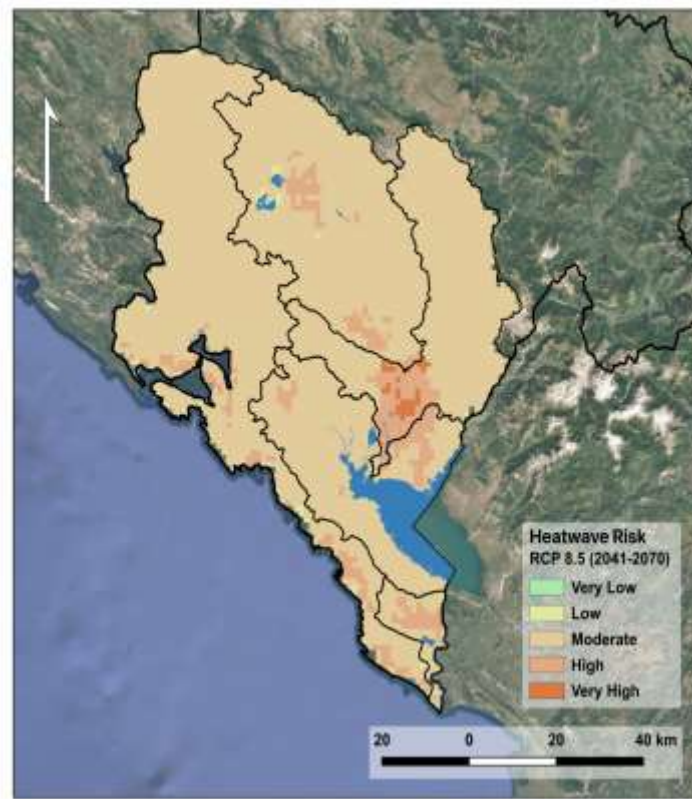 Heatwave Risk
RCP 8.5 (2041-2070)
Very Low
Low
Moderate
High
Very High
20 0 20 40 km